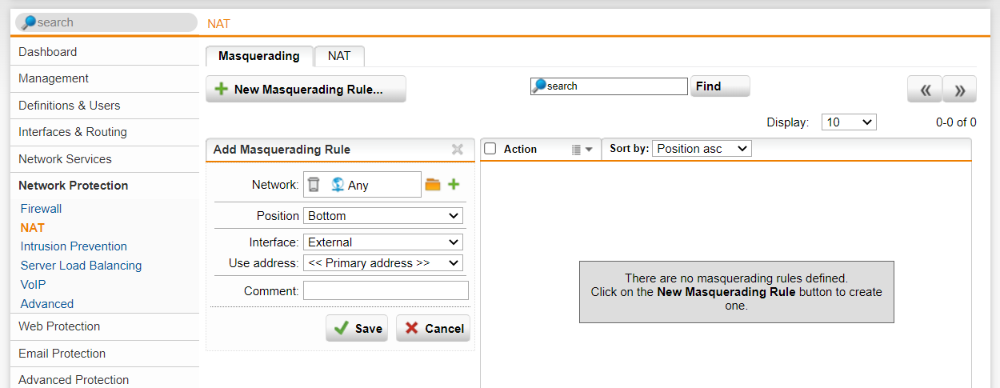 search
NAT
Dashboard
Management
Definitions & Users
Interfaces & Routing
Network Services
Network Protection
Firewall
NAT
Intrusion Prevention
Server Load Balancing
VoIP
Advanced
Web Protection
Email Protection
Advanced Protection
Masquerading
NAT
New Masquerading Rule...
search
Find
Display: 10 0-0 of 0
Add Masquerading Rule
Network: Any
Position Bottom
Interface: External
Use address: << Primary address >>
Comment:
Save Cancel
Action Sort by: Position asc
There are no masquerading rules defined.
Click on the New Masquerading Rule button to create
one.